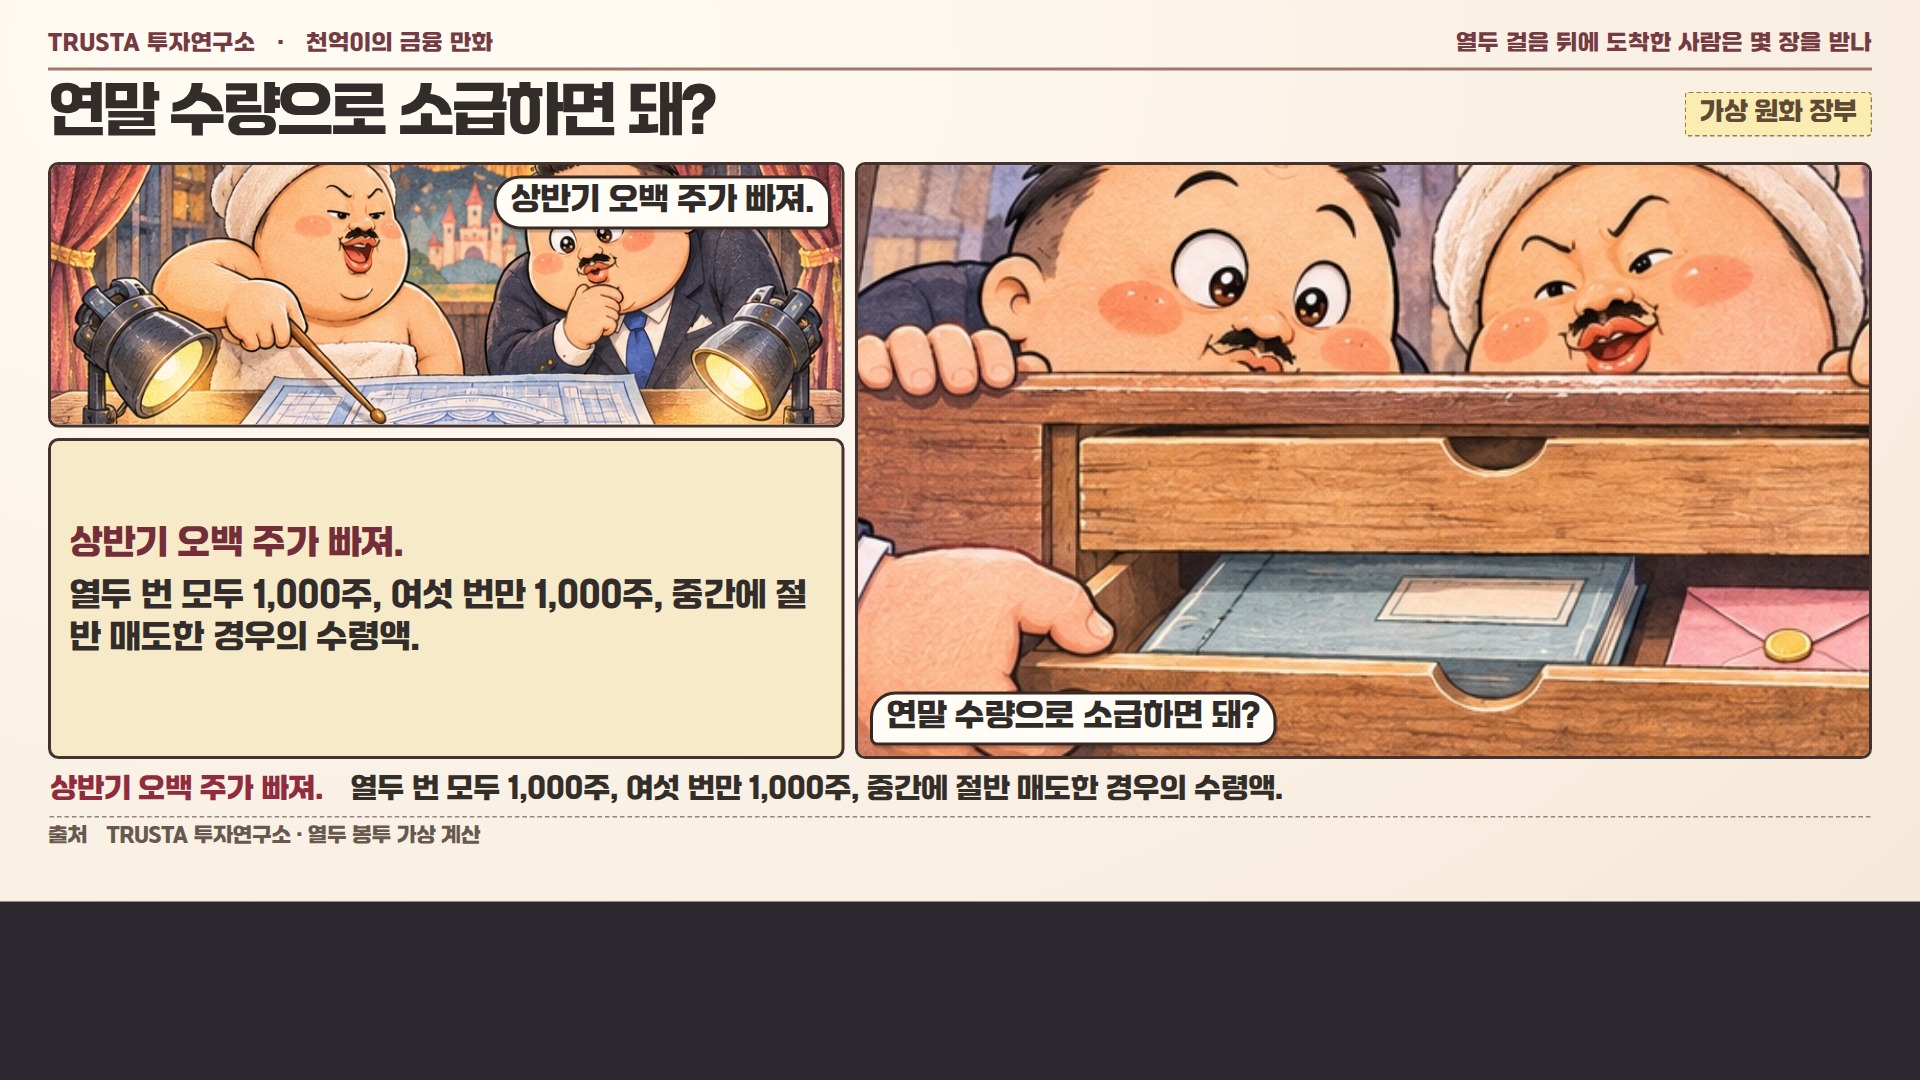 TRUSTA 투자연구소 · 천억이의 금융 만화
열두 걸음 뒤에 도착한 사람은 몇 장을 받나
연말 수량으로 소급하면 돼?
가상 원화 장부
상반기 오백 주가 빠져.
상반기 오백 주가 빠져.
열두 번 모두 1,000주, 여섯 번만 1,000주, 중간에 절
반 매도한 경우의 수령액.
연말 수량으로 소급하면 돼?
상반기 오백 주가 빠져. 열두 번 모두 1,000주, 여섯 번만 1,000주, 중간에 절반 매도한 경우의 수령액.
출처 TRUSTA 투자연구소 · 열두 봉투 가상 계산